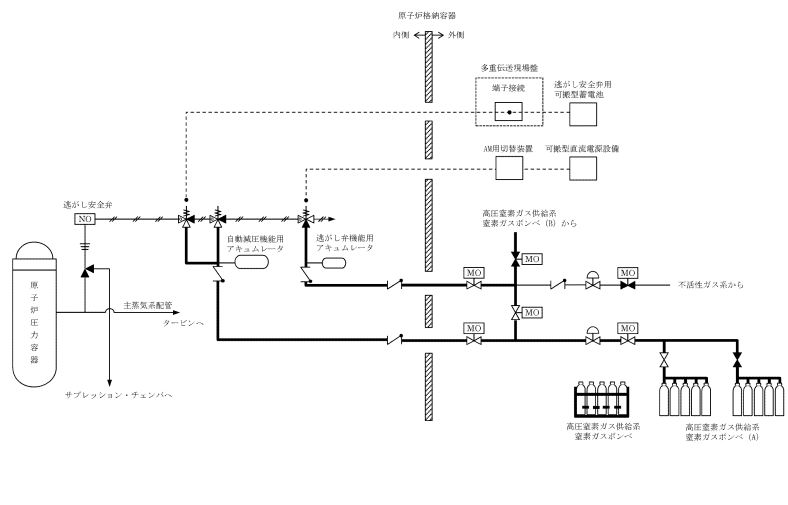 原子炉格納容器
内側
外側
多重伝送現場盤
端子接続
逃がし安全弁用
可搬型蓄電池
AM用切替装置
可搬型直流電源設備
逃がし安全弁
NO
高圧窒素ガス供給系
窒素ガスボンベ（B）から
自動減圧機能用
アキュムレータ
逃がし弁機能用
アキュムレータ
MO
MO
MO
不活性ガス系から
原子炉圧力容器
主蒸気系配管
タービンへ
MO
MO
MO
サプレッション・チェンバへ
高圧窒素ガス供給系
窒素ガスボンベ
高圧窒素ガス供給系
窒素ガスボンベ（A）